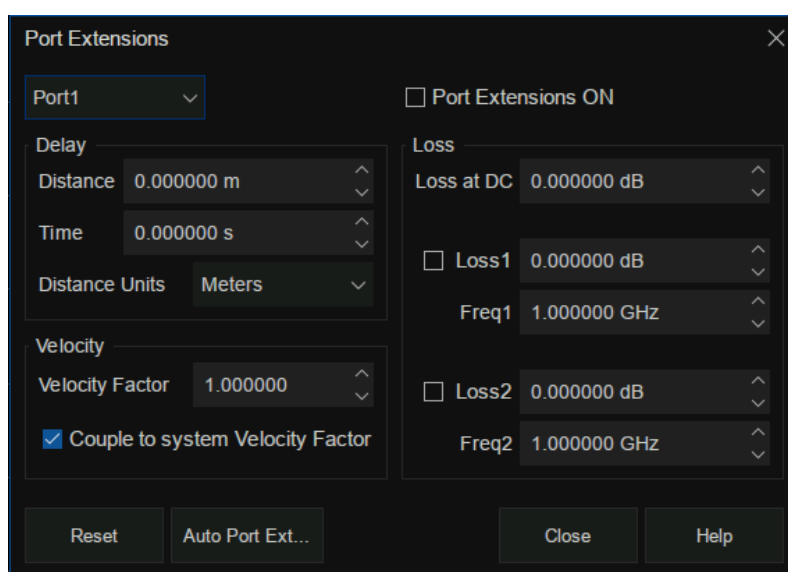 Port Extensions
Port1
Port Extensions ON
Delay
Distance 0.000000 m
Time 0.000000 s
Distance Units Meters
Velocity
Velocity Factor 1.000000
Couple to system Velocity Factor
Loss
Loss at DC 0.000000 dB
Loss1 0.000000 dB
Freq1 1.000000 GHz
Loss2 0.000000 dB
Freq2 1.000000 GHz
Reset
Auto Port Ext...
Close
Help